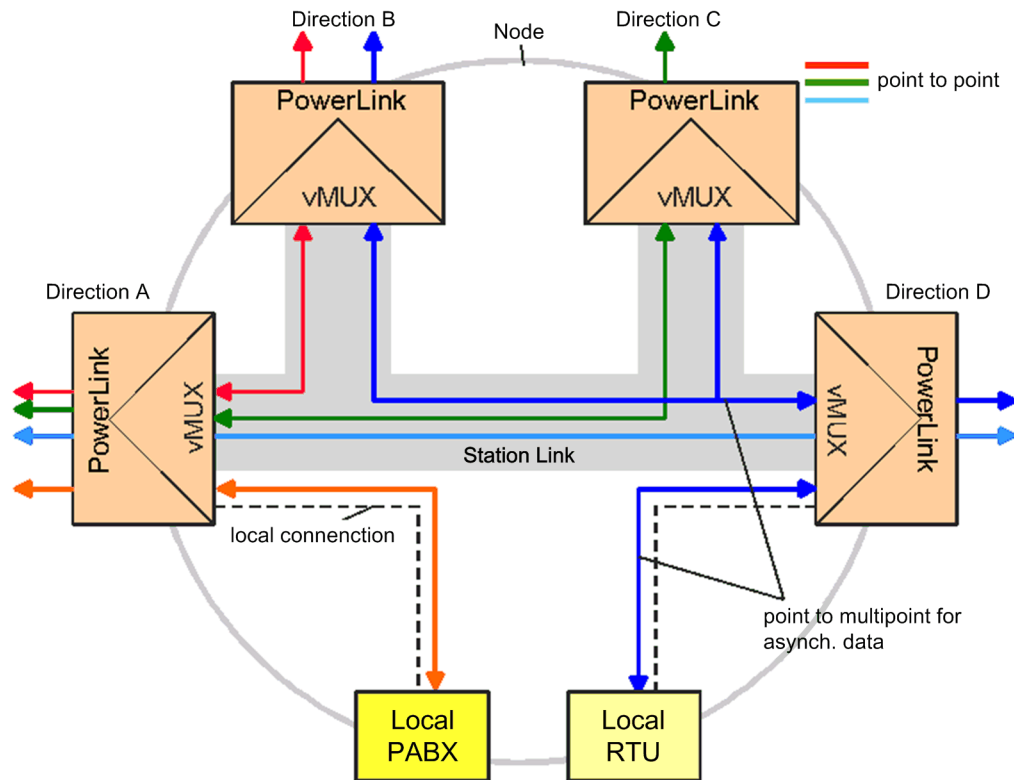 Direction B
Node
Direction C
point to point
PowerLink
vMUX
PowerLink
vMUX
Direction A
Direction D
PowerLink
vMUX
vMUX
PowerLink
Station Link
local connenction
point to multipoint for
asynch. data
Local
PABX
Local
RTU